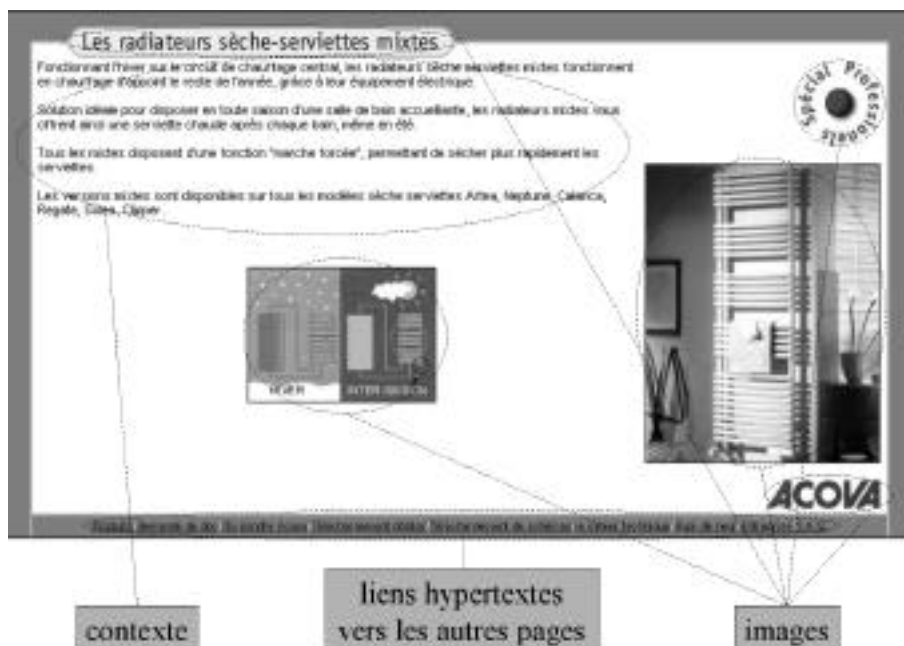 Les radiateurs sèche-serviettes mixtes
Fonctionnant l'hiver sur le circuit de chauffage central, les radiateurs sèche serviettes mixtes fonctionnent
en chauffage d'appoint le reste de l'année, grâce à leur équipement électrique.
Solution idéale pour disposer en toute saison d'une salle de bain accueillante, les radiateurs mixtes vous
offrent ainsi une serviette chaude après chaque bain, même en été.
Tous les mixtes disposent d'une fonction "marche forcée", permettant de sécher plus rapidement les
serviettes.
Les versions mixtes sont disponibles sur tous les modèles sèche serviettes Artea, Neptune,
Regate,
Spécial Professionnels
HIVER
INTER-SAISON
ACOVA
contexte
liens hypertextes
vers les autres pages
images